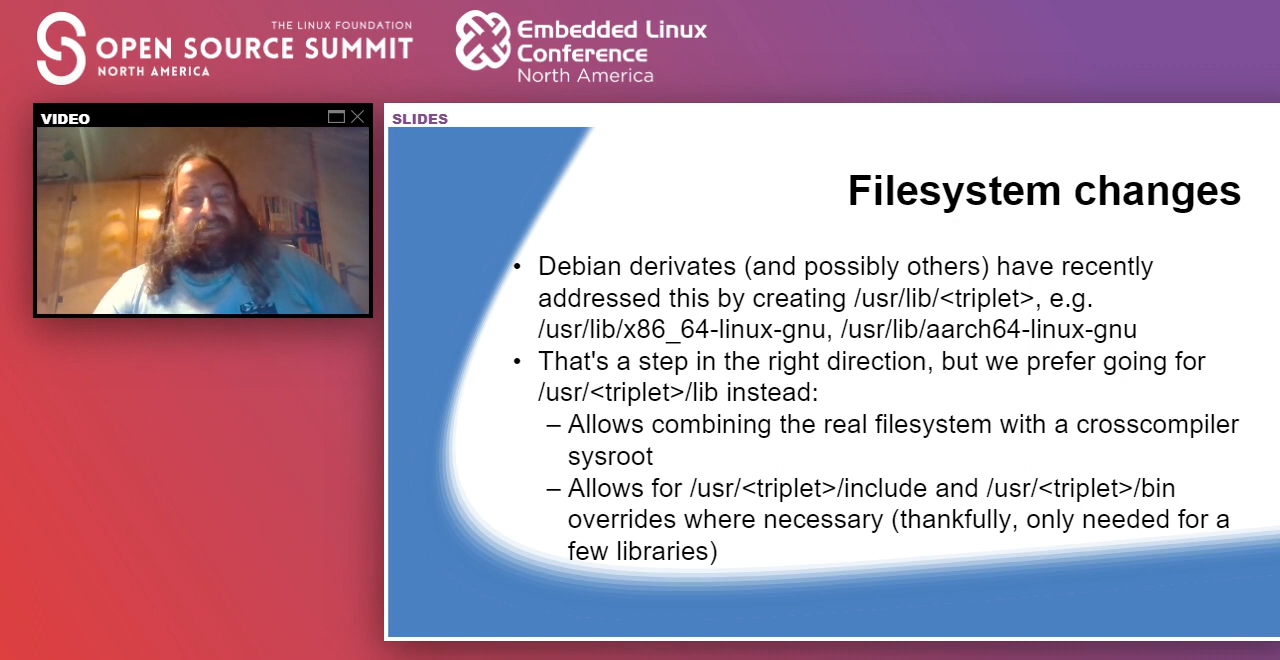 THE LINUX FOUNDATION
OPEN SOURCE SUMMIT
NORTH AMERICA
Embedded Linux
Conference
North America
VIDEO
SLIDES
Filesystem changes
• Debian derivates (and possibly others) have recently
addressed this by creating /usr/lib/<triplet>, e.g.
/usr/lib/x86_64-linux-gnu, /usr/lib/aarch64-linux-gnu
• That's a step in the right direction, but we prefer going for
/usr/<triplet>/lib instead:
– Allows combining the real filesystem with a crosscompiler
sysroot
– Allows for /usr/<triplet>/include and /usr/<triplet>/bin
overrides where necessary (thankfully, only needed for a
few libraries)